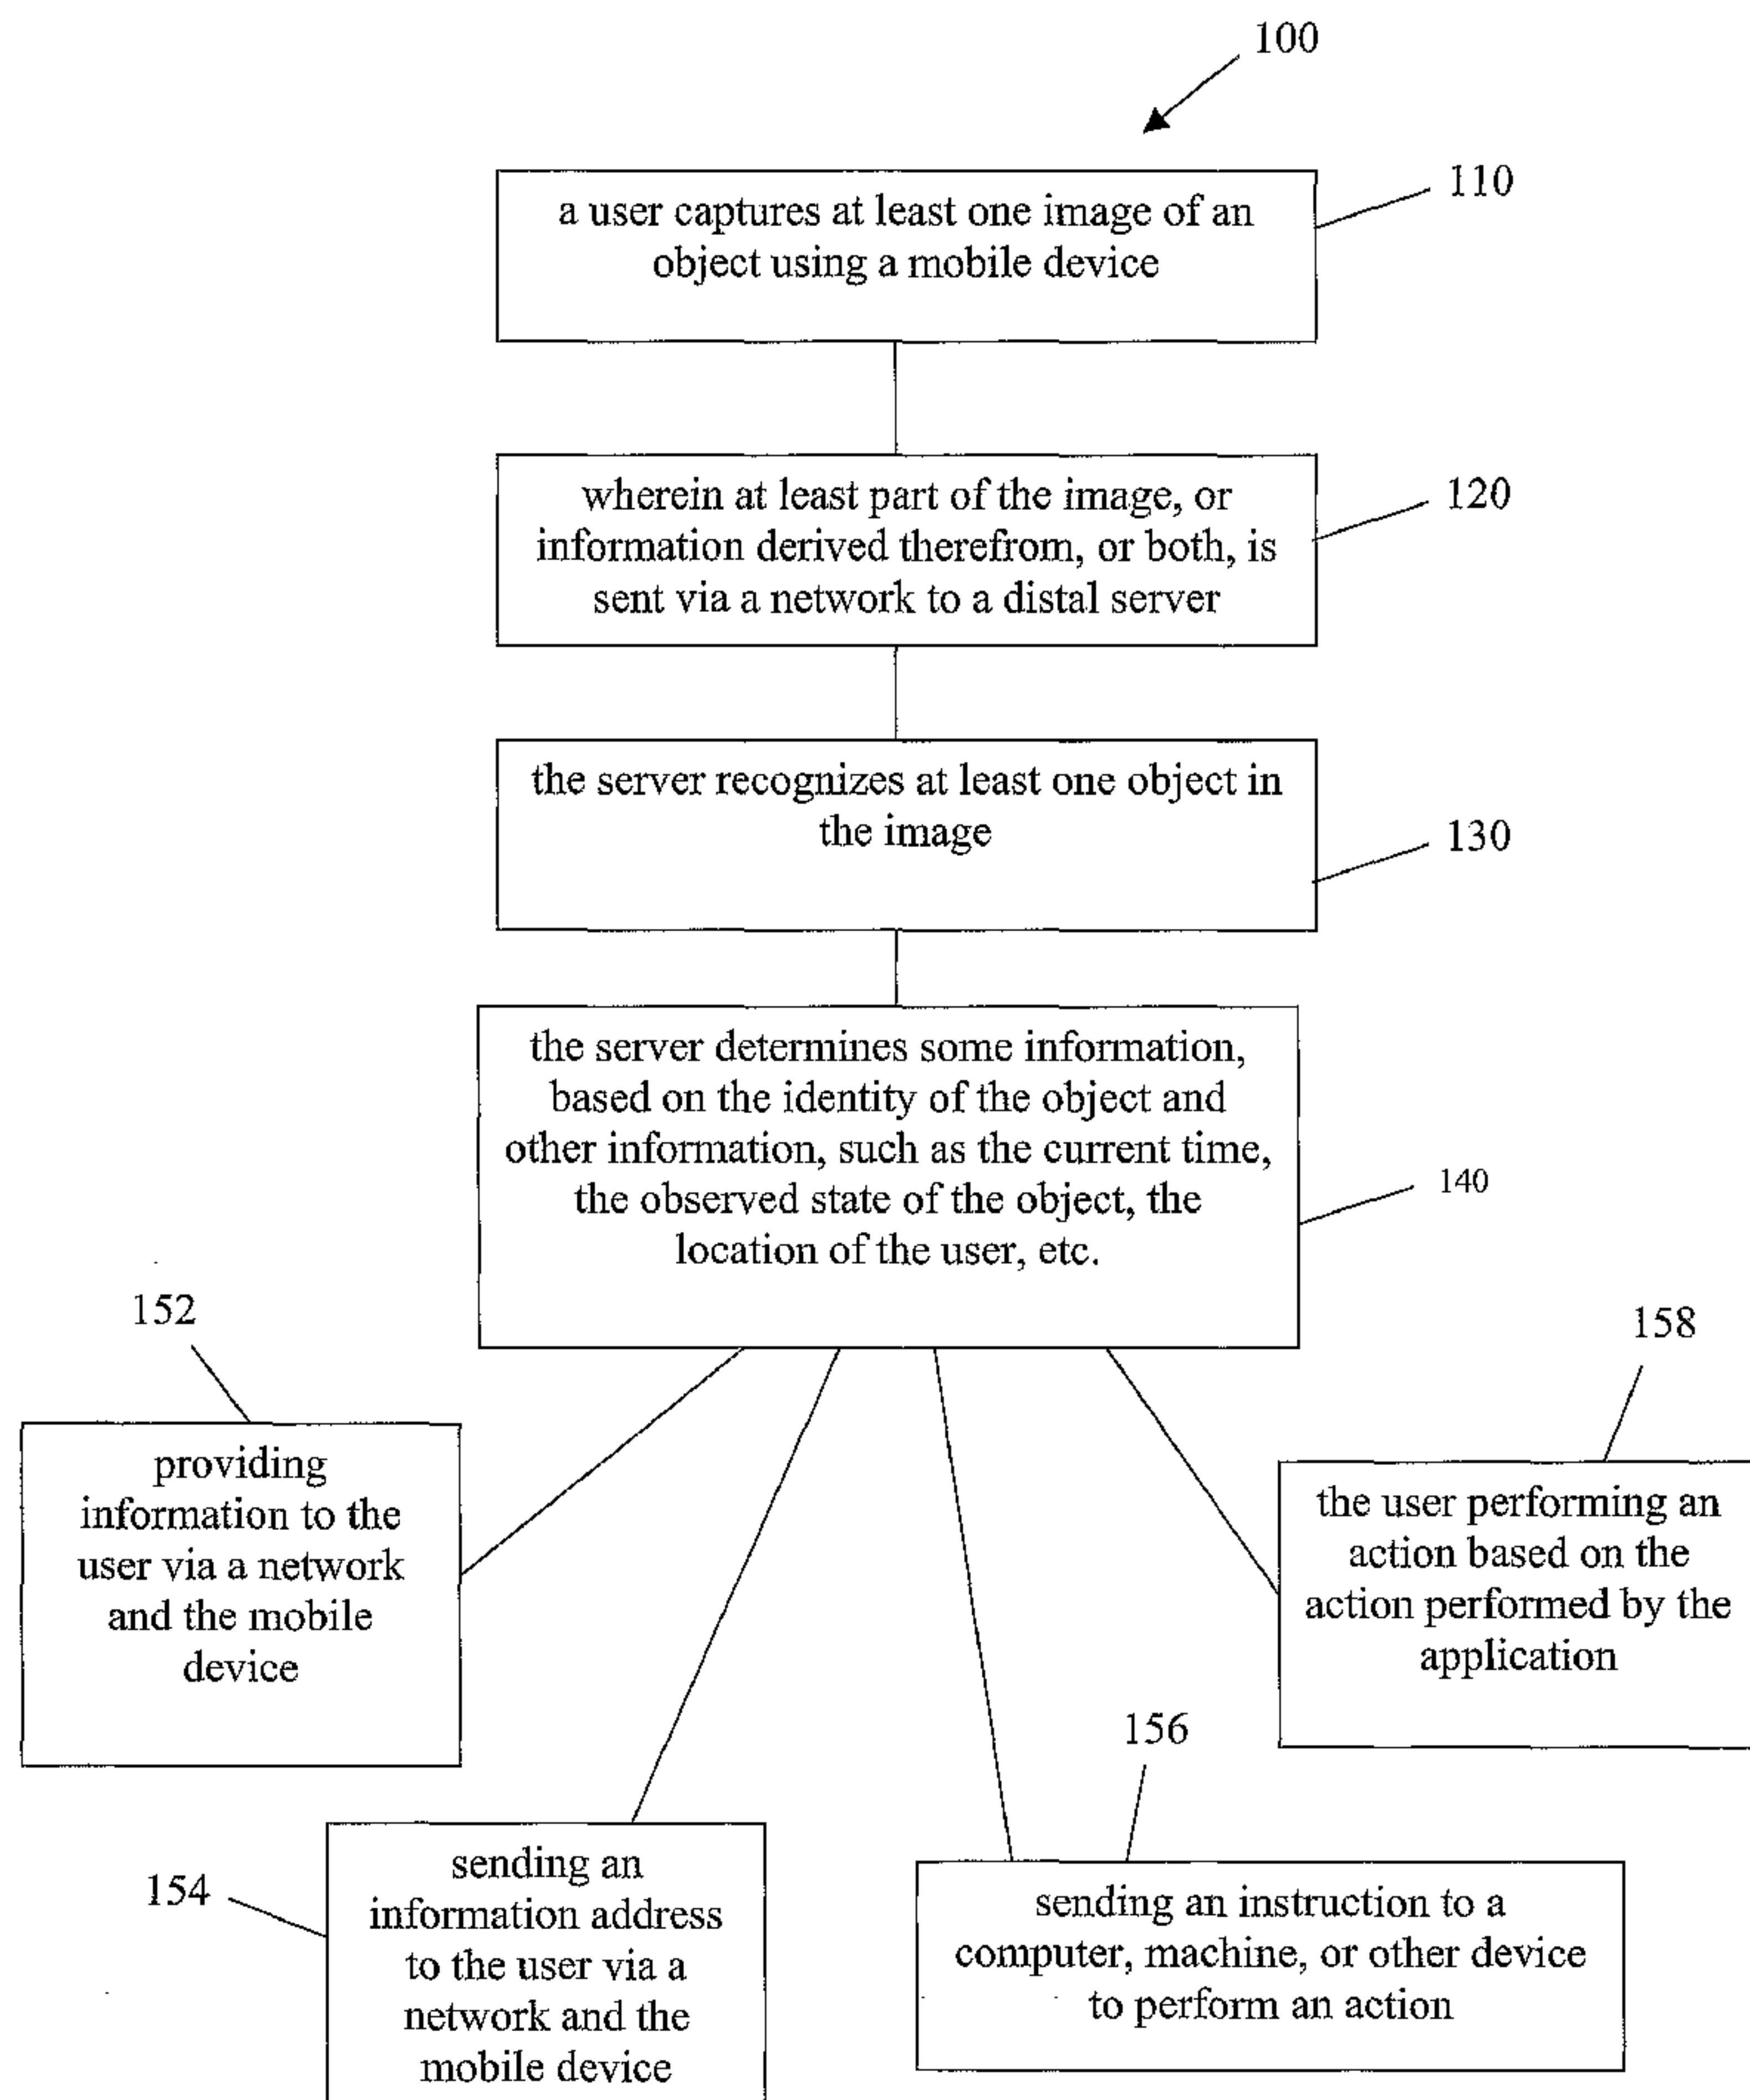 100
110
a user captures at least one image of an
object using a mobile device
120
wherein at least part of the image, or
information derived therefrom, or both, is
sent via a network to a distal server
the server recognizes at least one object in
the image
130
the server determines some information,
based on the identity of the object and
other information, such as the current time,
the observed state of the object, the
location of the user, etc.
140
152
158
providing
information to the
user via a network
and the mobile
device
the user performing an
action based on the
action performed by the
application
156
154
sending an
information address
to the user via a
network and the
mobile device
sending an instruction to a
computer, machine, or other device
to perform an action